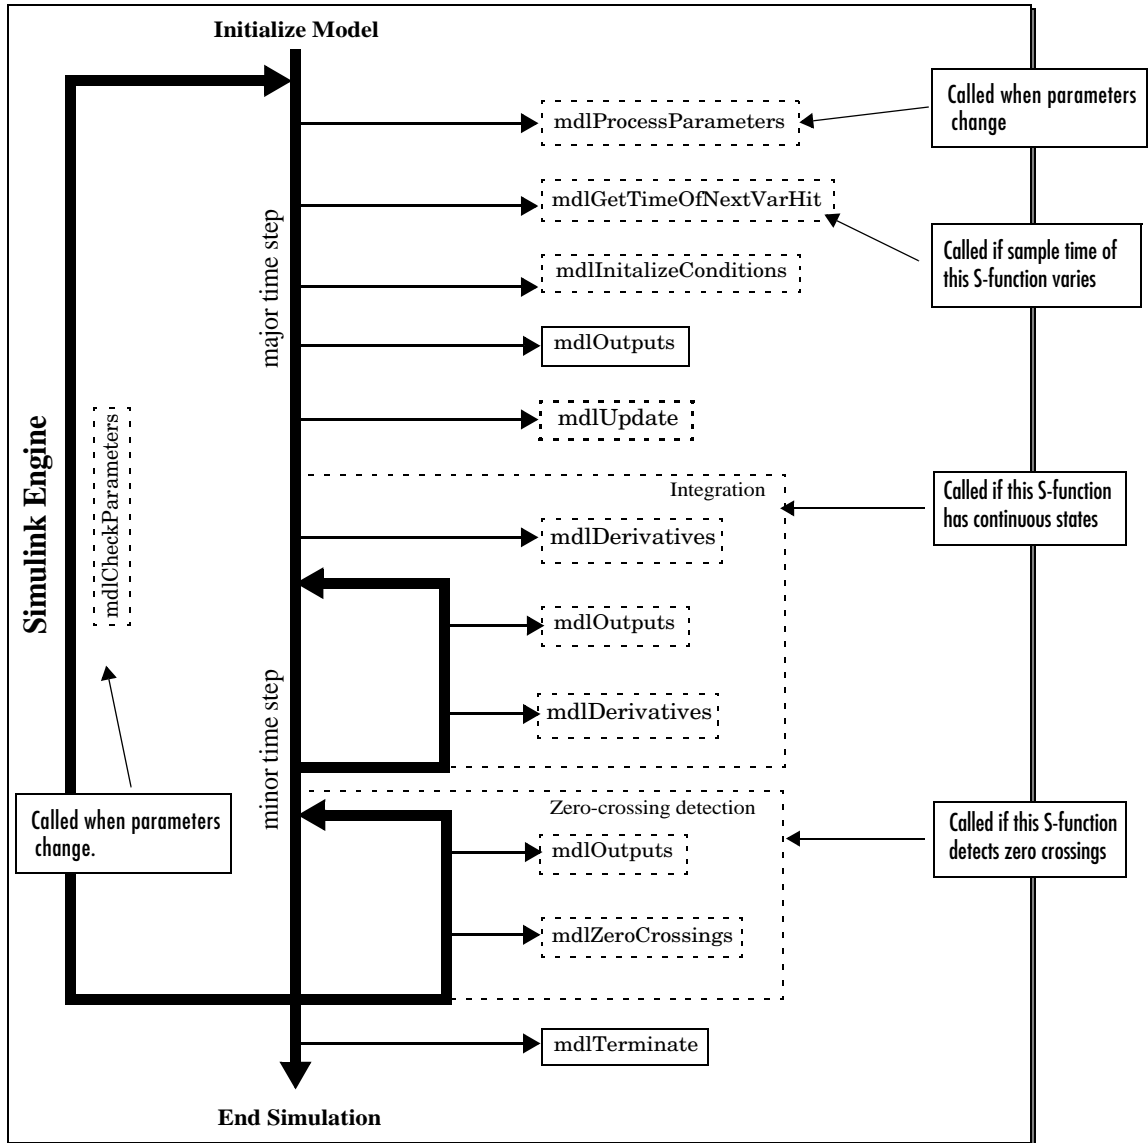 Initialize Model
mdlProcessParameters
Called when parameters
change
mdlGetTimeOfNextVarHit
Called if sample time of
this S-function varies
mdlInitalizeConditions
major time step
mdlOutputs
mdlUpdate
Simulink Engine
mdlCheckParameters
Integration
Called if this S-function
has continuous states
mdlDerivatives
mdlOutputs
mdlDerivatives
minor time step
Called when parameters
change.
Zero-crossing detection
Called if this S-function
detects zero crossings
mdlOutputs
mdlZeroCrossings
mdlTerminate
End Simulation